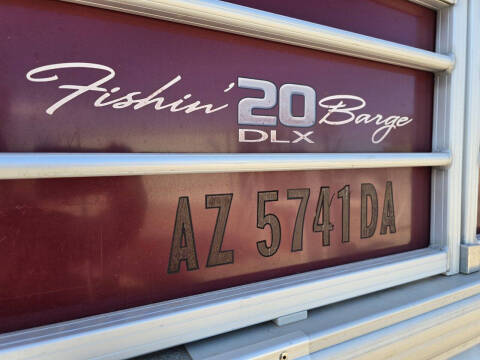 Fishin' 20 Barge
DLX
AZ 5741 DA